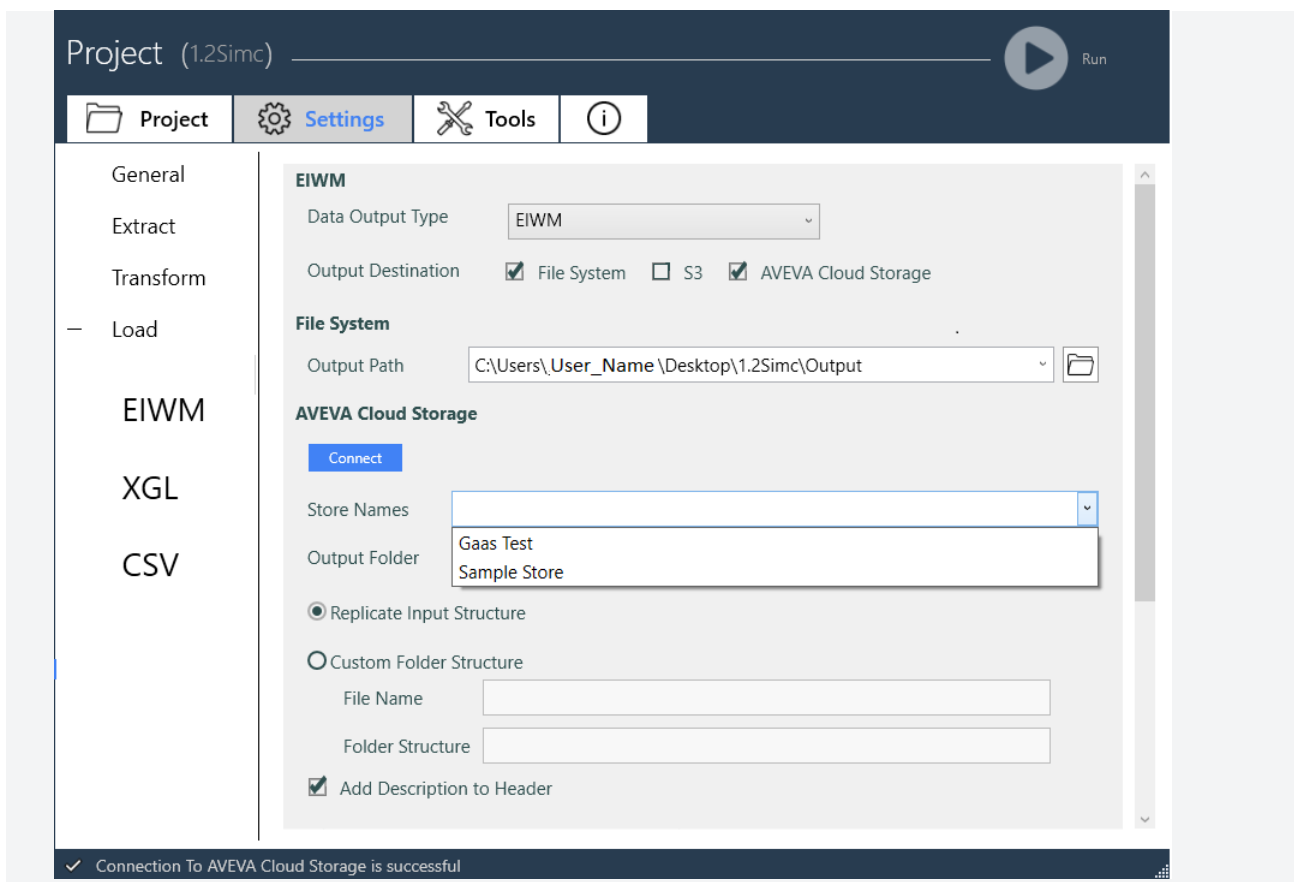 Project (1.2Simc)
Run
Project Settings Tools i
General
Extract
Transform
Load
EIWM
XGL
CSV
EIWM
Data Output Type EIWM
Output Destination File System S3 AVEVA Cloud Storage
File System
Output Path C:\Users\.User_Name \Desktop\1.2Simc\Output
AVEVA Cloud Storage
Connect
Store Names
Gaas Test
Sample Store
Output Folder
Replicate Input Structure
Custom Folder Structure
File Name
Folder Structure
Add Description to Header
Connection To AVEVA Cloud Storage is successful